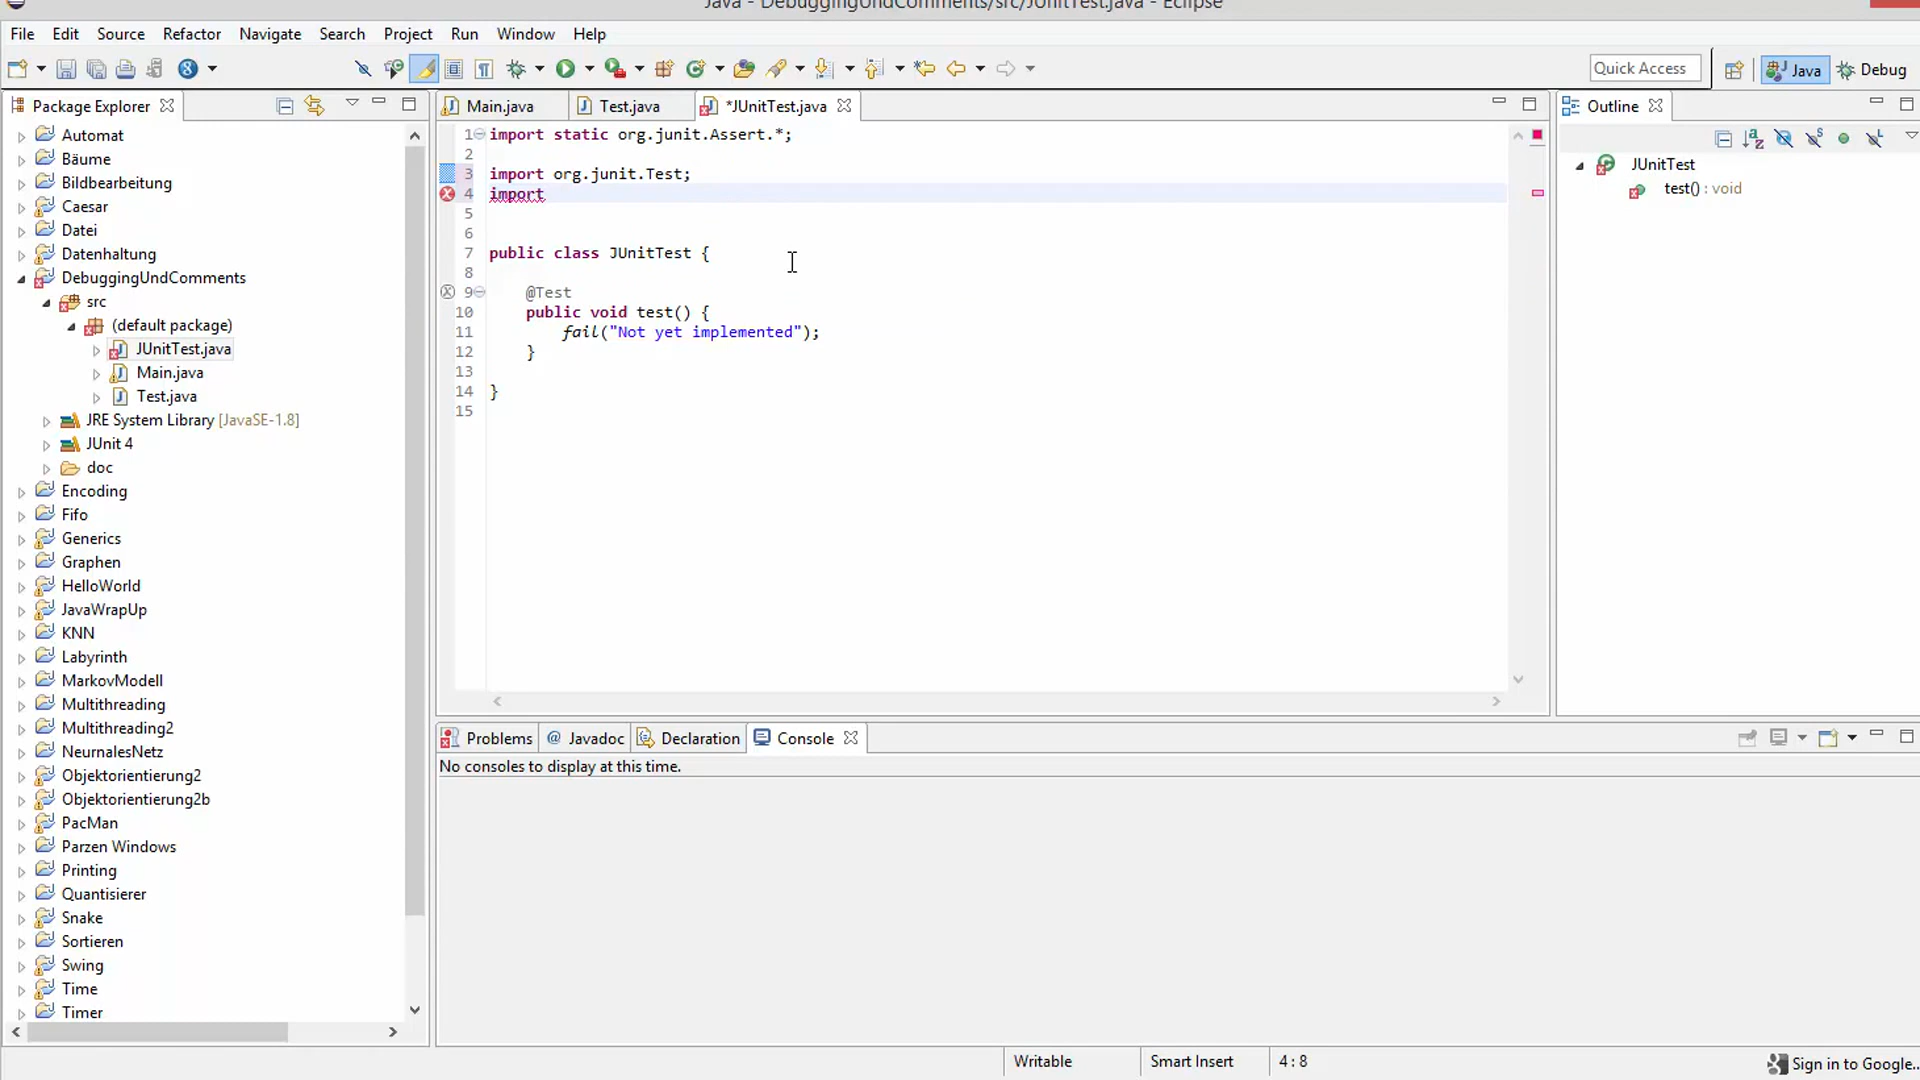 Java - DebuggingUndComments/src/JUnitTest.java - Eclipse
File Edit Source Refactor Navigate Search Project Run Window Help
Quick Access Java Debug
Package Explorer
Automat
Bäume
Bildbearbeitung
Caesar
Datei
Datenhaltung
DebuggingUndComments
src
(default package)
JUnitTest.java
Main.java
Test.java
JRE System Library [JavaSE-1.8]
JUnit 4
doc
Encoding
Fifo
Generics
Graphen
HelloWorld
JavaWrapUp
KNN
Labyrinth
MarkovModell
Multithreading
Multithreading2
NeurnalesNetz
Objektorientierung2
Objektorientierung2b
PacMan
Parzen Windows
Printing
Quantisierer
Snake
Sortieren
Swing
Time
Timer
Main.java Test.java *JUnitTest.java
1 import static org.junit.Assert.*;
2
3 import org.junit.Test;
4 import
5
6
7 public class JUnitTest {
8
9 @Test
10 public void test() {
11 fail("Not yet implemented");
12 }
13
14 }
15
Outline
JUnitTest
test() : void
Problems @ Javadoc Declaration Console
No consoles to display at this time.
Writable Smart Insert 4 : 8 Sign in to Google...